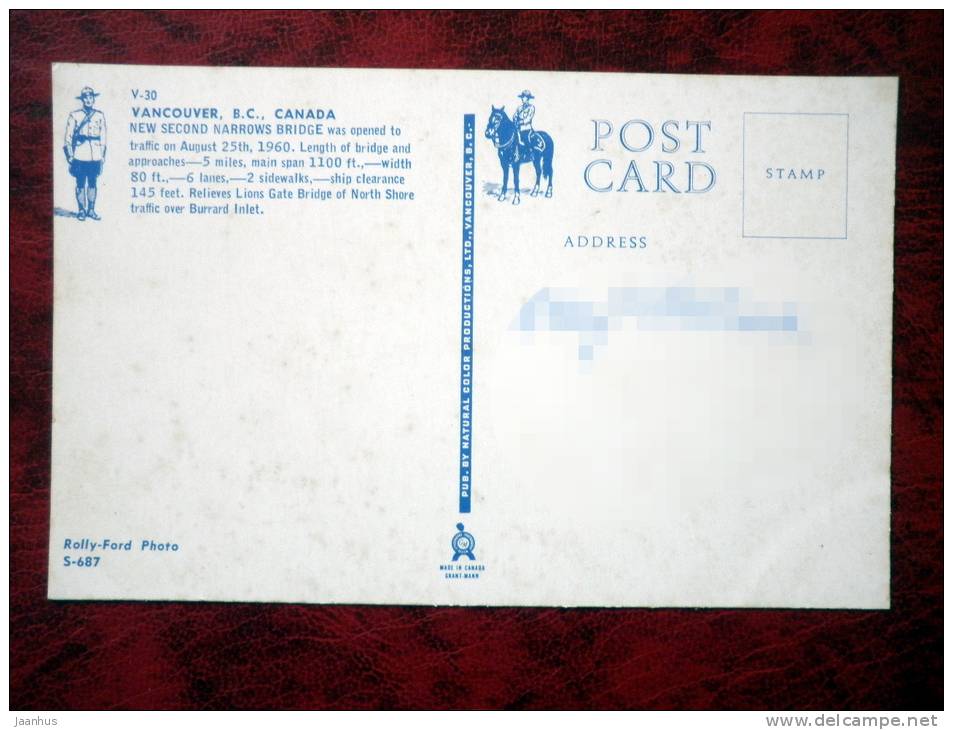 V-30
VANCOUVER, B.C., CANADA
NEW SECOND NARROWS BRIDGE was opened to
traffic on August 25th, 1960. Length of bridge and
approaches—5 miles, main span 1100 ft.,—width
80 ft.,—6 lanes,—2 sidewalks,—ship clearance
145 feet. Relieves Lions Gate Bridge of North Shore
traffic over Burrard Inlet.
Rolly-Ford Photo
S-687
PUB. BY NATURAL COLOR PRODUCTIONS, LTD., VANCOUVER, B.C.-
MADE IN CANADA
GRANT-MANN
POST
CARD
STAMP
ADDRESS
Jaanhus
www.delcampe.net